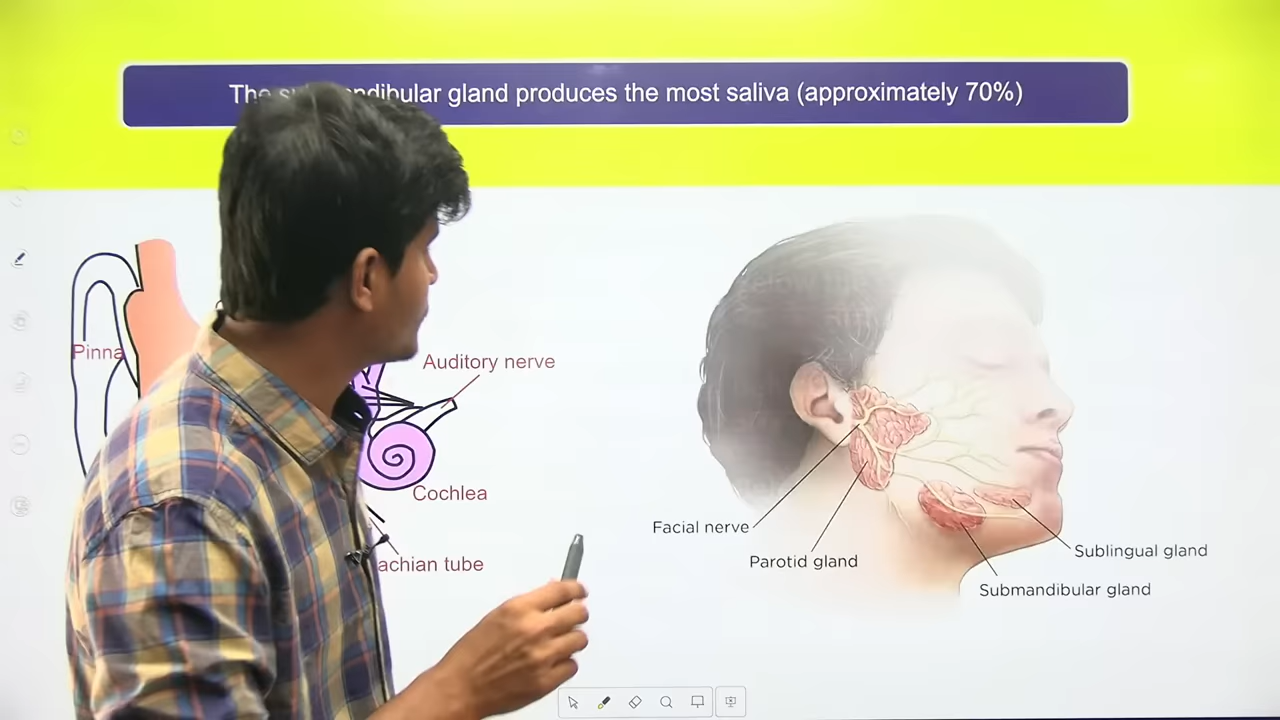 The submandibular gland produces the most saliva (approximately 70%)
Pinna
Auditory nerve
Cochlea
achian tube
Facial nerve
Parotid gland
Sublingual gland
Submandibular gland